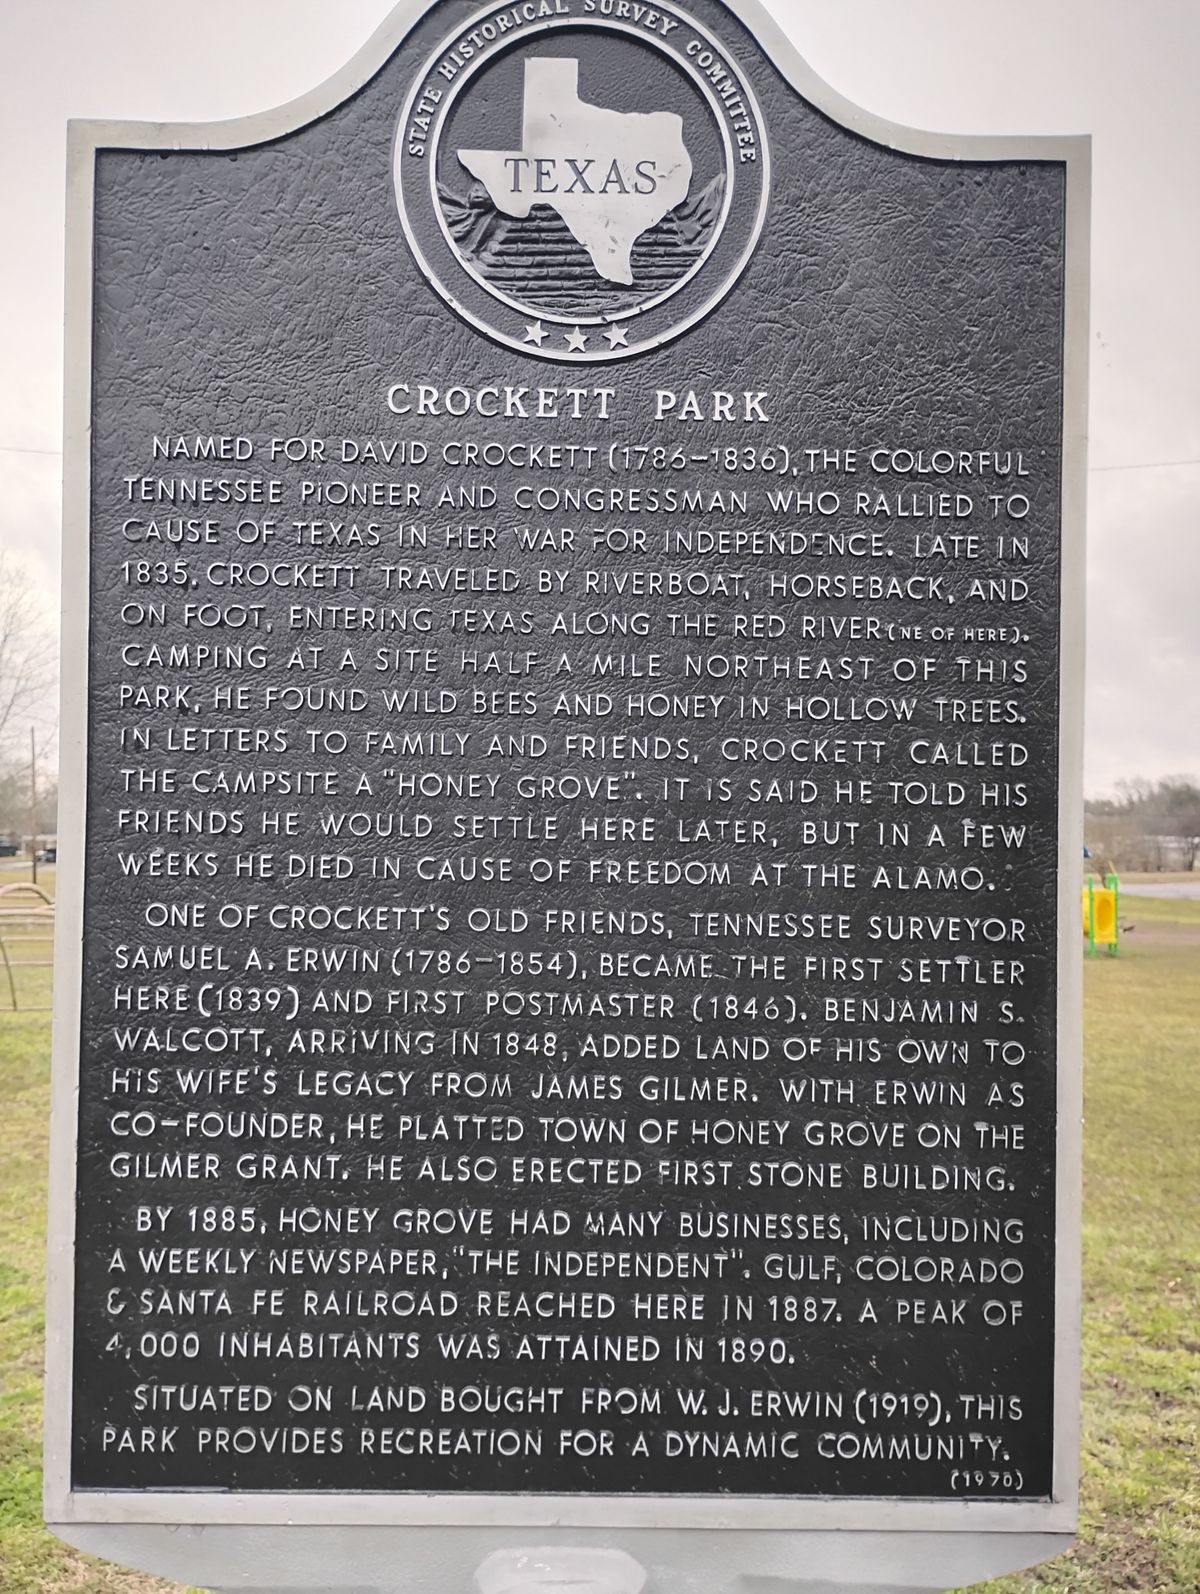 STATE HISTORICAL SURVEY COMMITTEE
TEXAS
CROCKETT PARK
NAMED FOR DAVID CROCKETT (1786-1836), THE COLORFUL
TENNESSEE PIONEER AND CONGRESSMAN WHO RALLIED TO
CAUSE OF TEXAS IN HER WAR FOR INDEPENDENCE. LATE IN
1835, CROCKETT TRAVELED BY RIVERBOAT, HORSEBACK, AND
ON FOOT, ENTERING TEXAS ALONG THE RED RIVER (NE OF HERE).
CAMPING AT A SITE HALF A MILE NORTHEAST OF THIS
PARK, HE FOUND WILD BEES AND HONEY IN HOLLOW TREES.
IN LETTERS TO FAMILY AND FRIENDS, CROCKETT CALLED
THE CAMPSITE A "HONEY GROVE". IT IS SAID HE TOLD HIS
FRIENDS HE WOULD SETTLE HERE LATER, BUT IN A FEW
WEEKS HE DIED IN CAUSE OF FREEDOM AT THE ALAMO.
ONE OF CROCKETT'S OLD FRIENDS, TENNESSEE SURVEYOR
SAMUEL A. ERWIN (1786-1854), BECAME THE FIRST SETTLER
HERE (1839) AND FIRST POSTMASTER (1846). BENJAMIN S.
WALCOTT, ARRIVING IN 1848, ADDED LAND OF HIS OWN TO
HIS WIFE'S LEGACY FROM JAMES GILMER. WITH ERWIN AS
CO-FOUNDER, HE PLATTED TOWN OF HONEY GROVE ON THE
GILMER GRANT. HE ALSO ERECTED FIRST STONE BUILDING.
BY 1885, HONEY GROVE HAD MANY BUSINESSES, INCLUDING
A WEEKLY NEWSPAPER, "THE INDEPENDENT". GULF, COLORADO
& SANTA FE RAILROAD REACHED HERE IN 1887. A PEAK OF
4,000 INHABITANTS WAS ATTAINED IN 1890.
SITUATED ON LAND BOUGHT FROM W. J. ERWIN (1919), THIS
PARK PROVIDES RECREATION FOR A DYNAMIC COMMUNITY.
(1970)